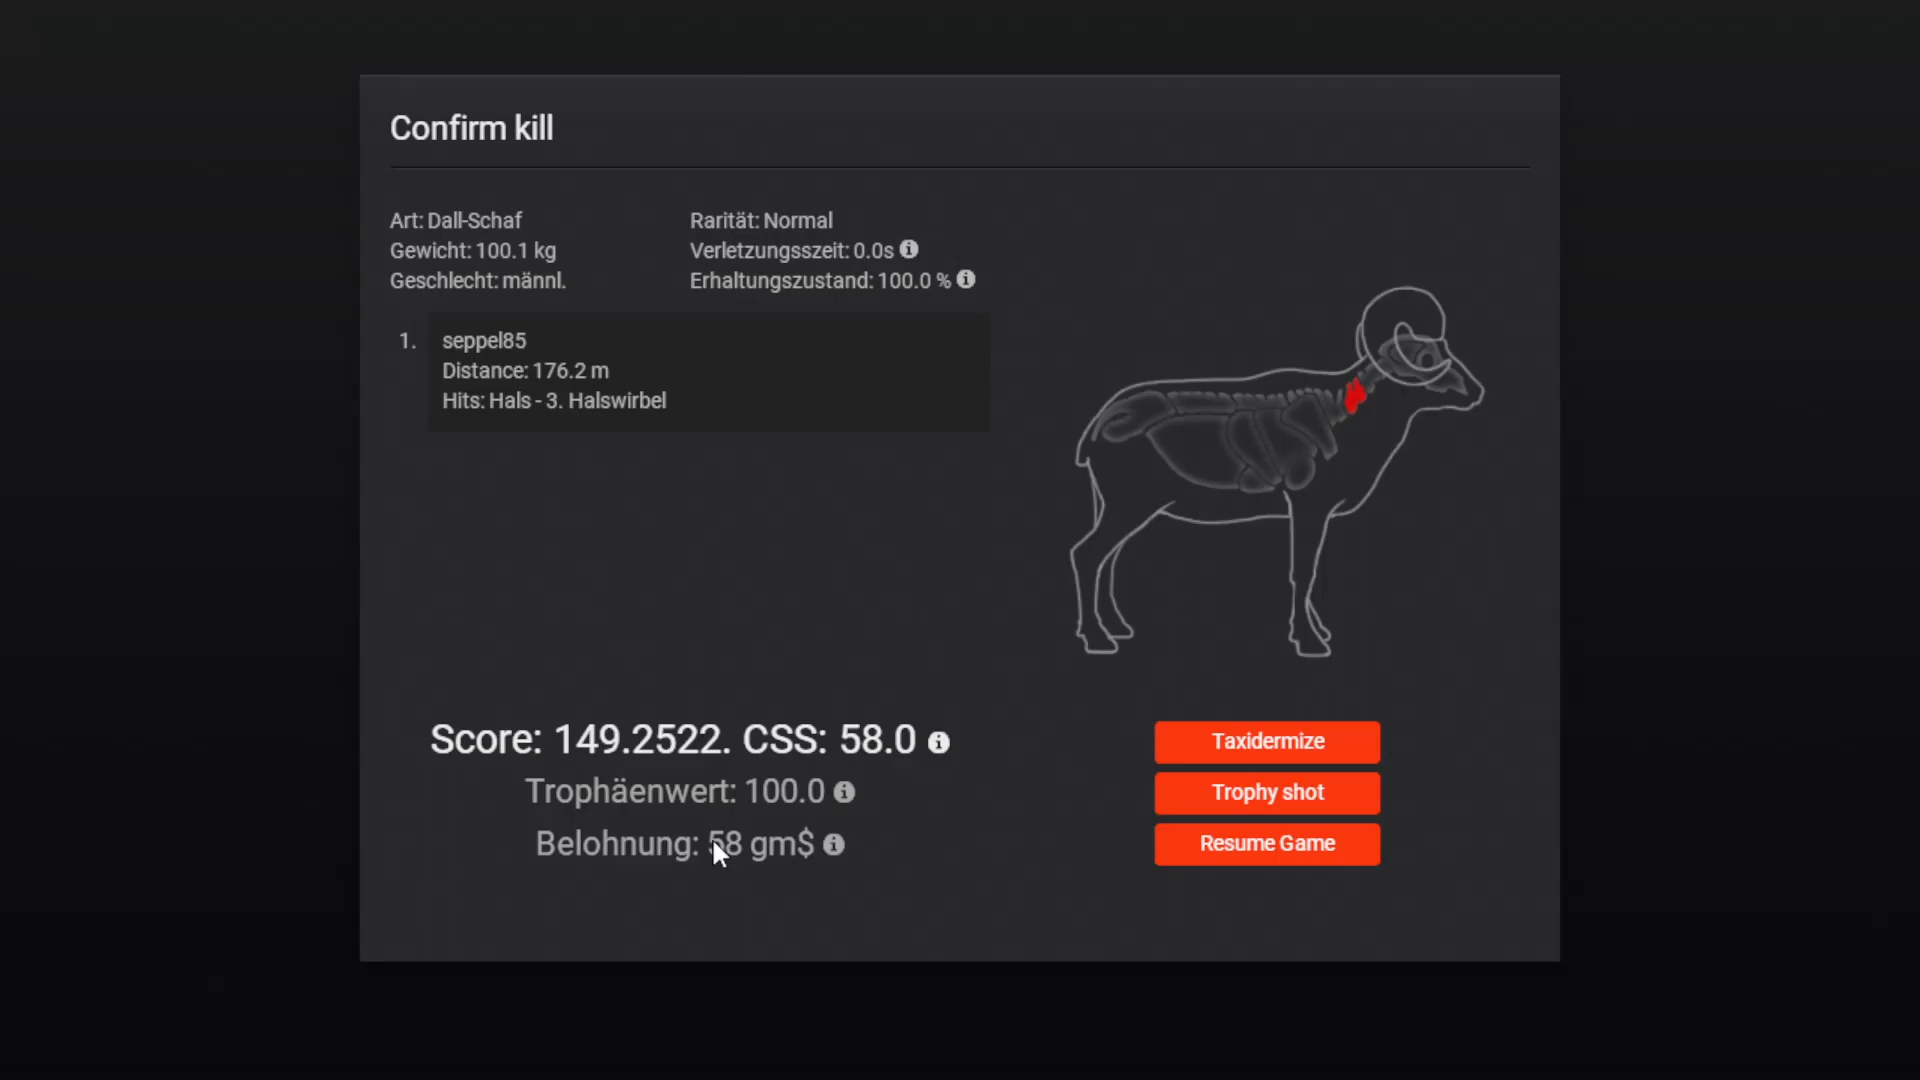 Confirm kill
Art: Dall-Schaf
Gewicht: 100.1 kg
Geschlecht: männl.
Rarität: Normal
Verletzungsszeit: 0.0s
Erhaltungszustand: 100.0 %
1. seppel85
Distance: 176.2 m
Hits: Hals - 3. Halswirbel
Score: 149.2522. CSS: 58.0
Trophäenwert: 100.0
Belohnung: 58 gm$
Taxidermize
Trophy shot
Resume Game